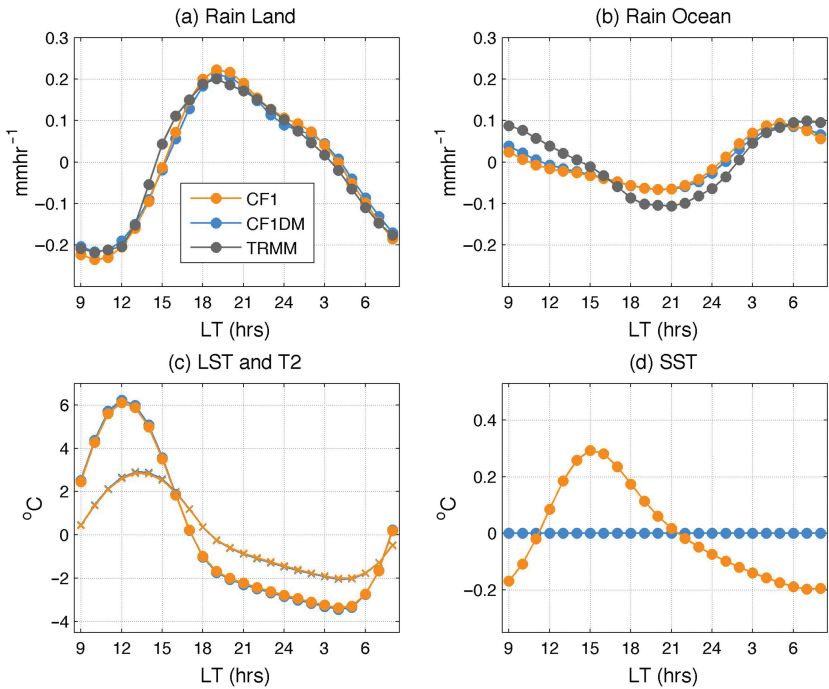 (a) Rain Land
0.3
0.2
0.1
0
−0.1
−0.2
mmhr⁻¹
CF1
CF1DM
TRMM
9 12 15 18 21 24 3 6
LT (hrs)
(b) Rain Ocean
0.3
0.2
0.1
0
−0.1
−0.2
mmhr⁻¹
9 12 15 18 21 24 3 6
LT (hrs)
(c) LST and T2
6
4
2
0
−2
−4
°C
9 12 15 18 21 24 3 6
LT (hrs)
(d) SST
0.4
0.2
0
−0.2
°C
9 12 15 18 21 24 3 6
LT (hrs)